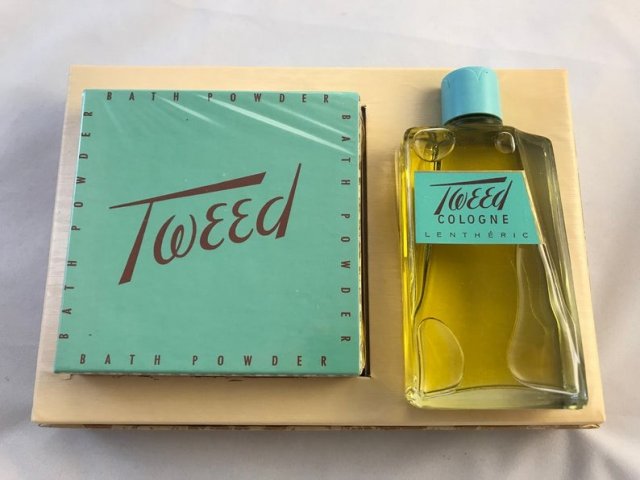 BATH POWDER
BATH POWDER
BATH POWDER
Tweed
BATH POWDER
Tweed
COLOGNE
LENTHÉRIC